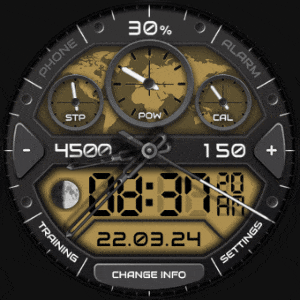 30%
PHONE
ALARM
STP
POW
CAL
- 4500 150 +
08:37 20 AM
22.03.24
TRAINING
SETTINGS
CHANGE INFO